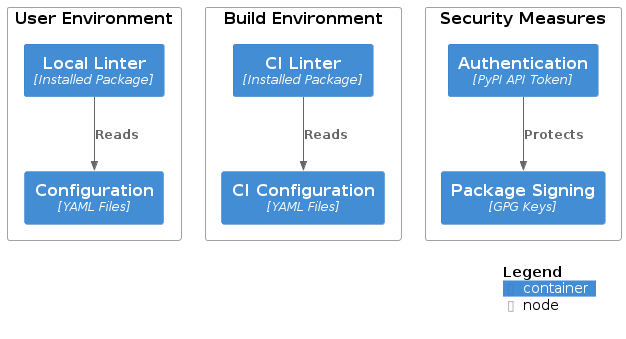 User Environment
Local Linter
[Installed Package]
Reads
Configuration
[YAML Files]
Build Environment
CI Linter
[Installed Package]
Reads
CI Configuration
[YAML Files]
Security Measures
Authentication
[PyPI API Token]
Protects
Package Signing
[GPG Keys]
Legend
container
node